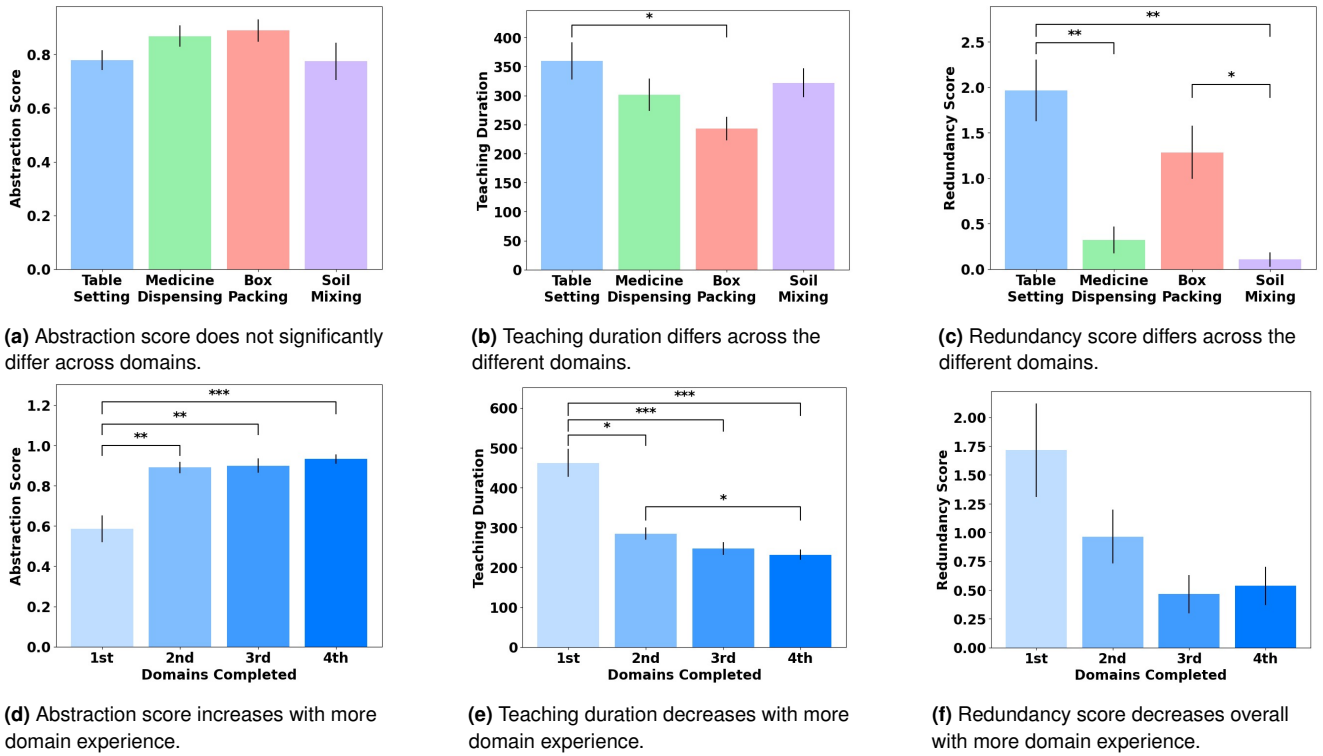 Abstraction Score
0.8
0.6
0.4
0.2
0.0
Table Setting
Medicine Dispensing
Box Packing
Soil Mixing
(a) Abstraction score does not significantly
differ across domains.
Teaching Duration
400
350
300
250
200
150
100
50
0
*
Table Setting
Medicine Dispensing
Box Packing
Soil Mixing
(b) Teaching duration differs across the
different domains.
Redundancy Score
2.5
2.0
1.5
1.0
0.5
0.0
**
**
*
Table Setting
Medicine Dispensing
Box Packing
Soil Mixing
(c) Redundancy score differs across the
different domains.
Abstraction Score
1.2
1.0
0.8
0.6
0.4
0.2
0.0
***
**
**
1st 2nd 3rd 4th
Domains Completed
(d) Abstraction score increases with more
domain experience.
Teaching Duration
600
500
400
300
200
100
0
***
***
*
*
1st 2nd 3rd 4th
Domains Completed
(e) Teaching duration decreases with more
domain experience.
Redundancy Score
2.00
1.75
1.50
1.25
1.00
0.75
0.50
0.25
0.00
1st 2nd 3rd 4th
Domains Completed
(f) Redundancy score decreases overall
with more domain experience.